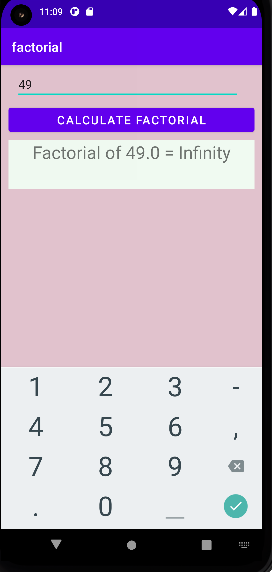 11:09
factorial
49
CALCULATE FACTORIAL
Factorial of 49.0 = Infinity
1 2 3 -
4 5 6 ,
7 8 9
. 0 _